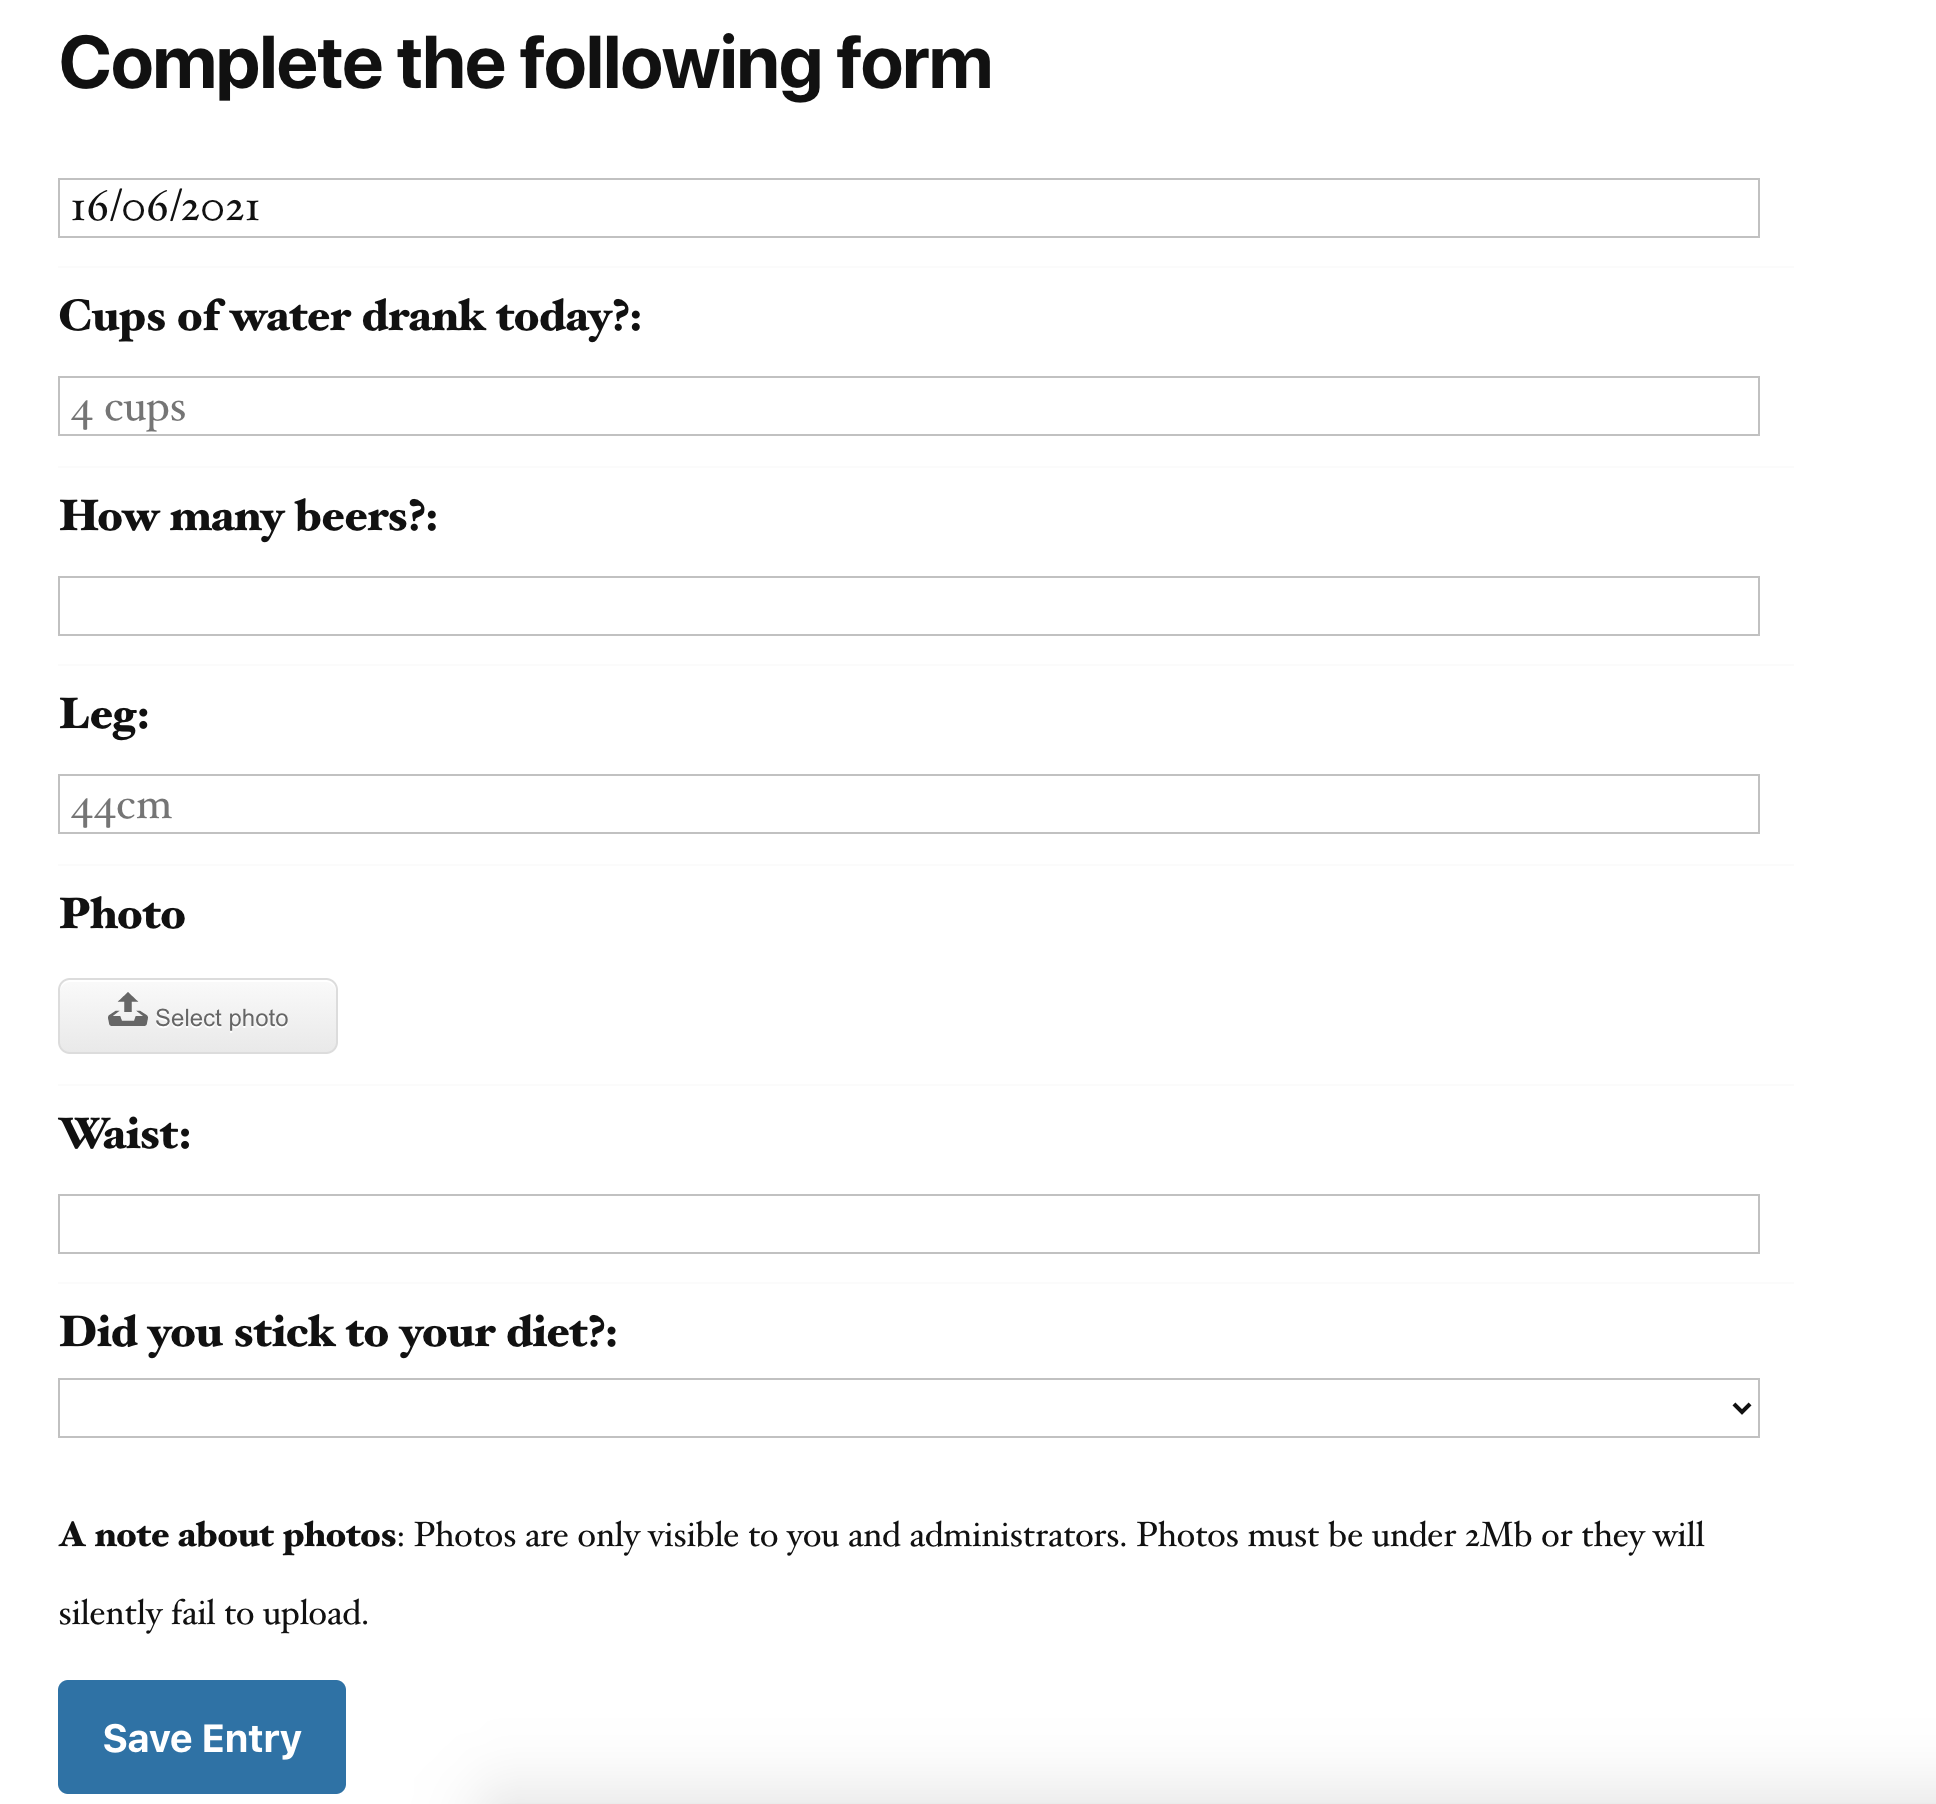 Complete the following form
16/06/2021
Cups of water drank today?:
4 cups
How many beers?:
Leg:
44cm
Photo
Select photo
Waist:
Did you stick to your diet?:
A note about photos: Photos are only visible to you and administrators. Photos must be under 2Mb or they will
silently fail to upload.
Save Entry